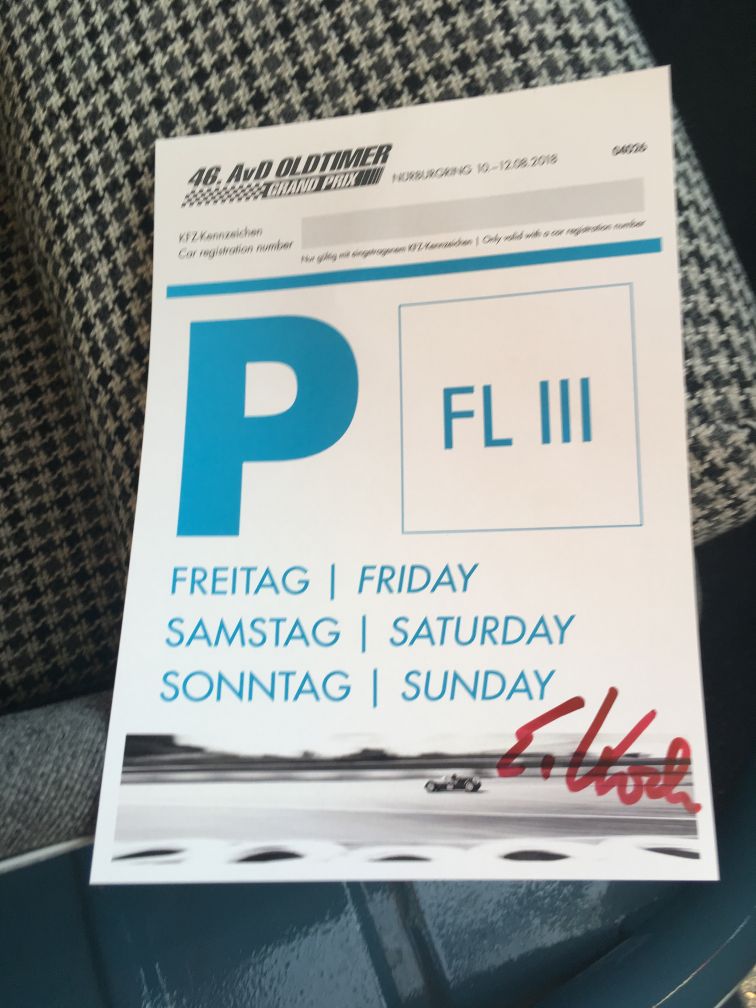 46. AvD OLDTIMER
GRAND PRIX
NÜRBURGRING 10.–12.08.2018
04026
KFZ-Kennzeichen
Car registration number
Nur gültig mit eingetragenem KFZ-Kennzeichen | Only valid with a car registration number
P
FL III
FREITAG | FRIDAY
SAMSTAG | SATURDAY
SONNTAG | SUNDAY